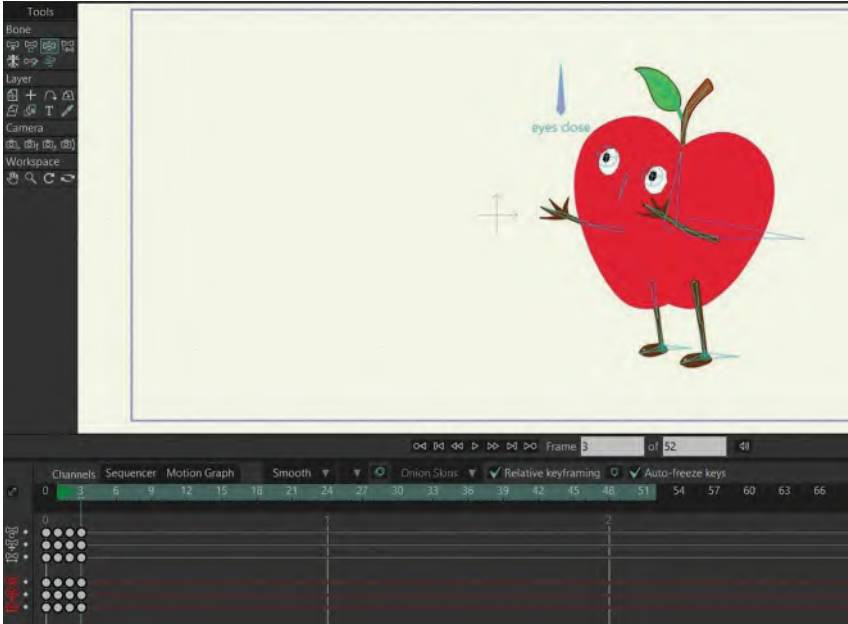 Tools
Bone
Layer
T
Camera
Workspace
eyes close
Frame 3 of 52
Channels Sequencer Motion Graph Smooth Onion Skins Relative keyframing Auto-freeze keys
0 3 6 9 12 15 18 21 24 27 30 33 36 39 42 45 48 51 54 57 60 63 66
0 1 2